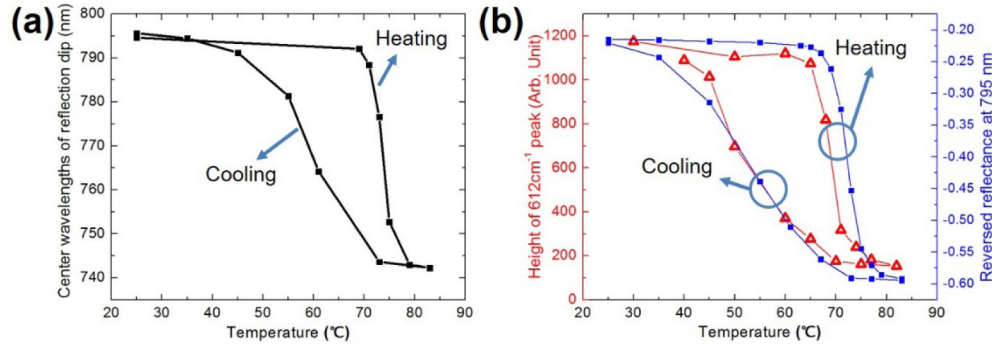 (a)
Center wavelengths of reflection dip (nm)
800
790
780
770
760
750
740
20 30 40 50 60 70 80 90
Temperature (℃)
Heating
Cooling
(b)
Height of 612cm⁻¹ peak (Arb. Unit)
1200
1000
800
600
400
200
0
20 30 40 50 60 70 80 90
Temperature (℃)
Heating
Cooling
-0.20
-0.25
-0.30
-0.35
-0.40
-0.45
-0.50
-0.55
-0.60
Reversed reflectance at 795 nm